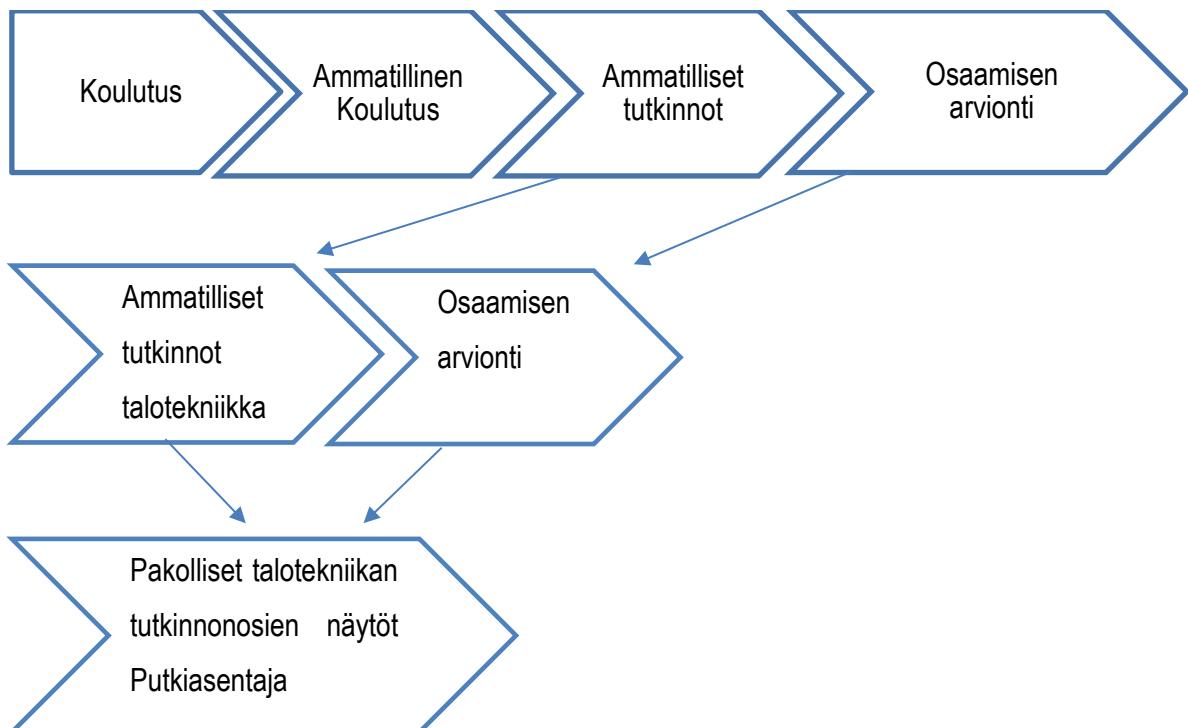 Koulutus
Ammatillinen
Koulutus
Ammatilliset
tutkinnot
Osaamisen
arvionti
Ammatilliset
tutkinnot
talotekniikka
Osaamisen
arvionti
Pakolliset talotekniikan
tutkinnonosien näytöt
Putkiasentaja